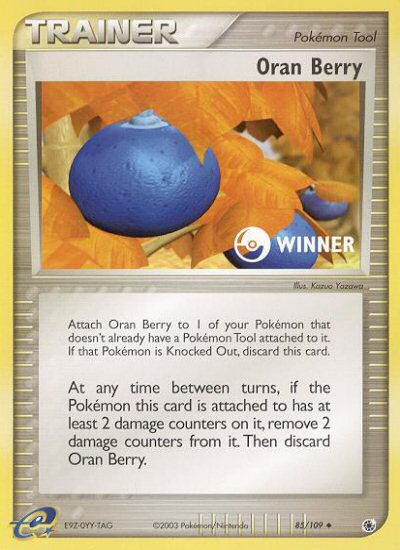 TRAINER
Pokémon Tool
Oran Berry
WINNER
Illus. Kazuo Yazawa
Attach Oran Berry to 1 of your Pokémon that
doesn't already have a Pokémon Tool attached to it.
If that Pokémon is Knocked Out, discard this card.
At any time between turns, if the
Pokémon this card is attached to has
at least 2 damage counters on it, remove 2
damage counters from it. Then discard
Oran Berry.
e E9Z-0YY-TAG ©2003 Pokémon/Nintendo 85/109